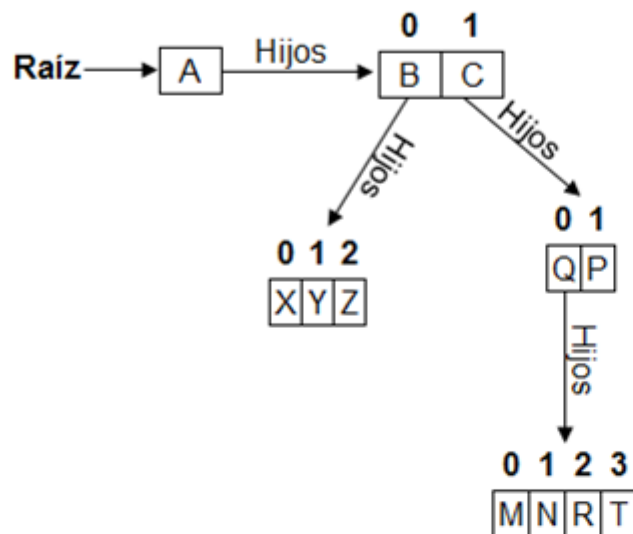 0 1
Raíz A Hijos B C
Hijos Hijos
0 1 2 0 1
X Y Z Q P
Hijos
0 1 2 3
M N R T